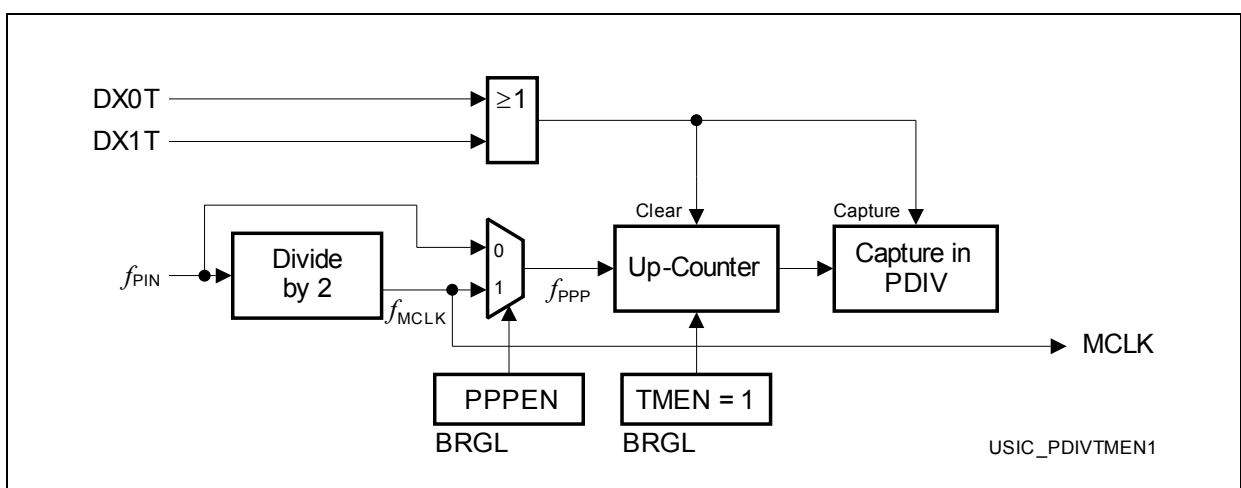 DX0T
≥1
DX1T
Clear
Capture
fPIN
Divide
by 2
0
1
fMCLK
fPPP
Up-Counter
Capture in
PDIV
MCLK
PPPEN
TMEN = 1
BRGL
BRGL
USIC_PDIVTMEN1